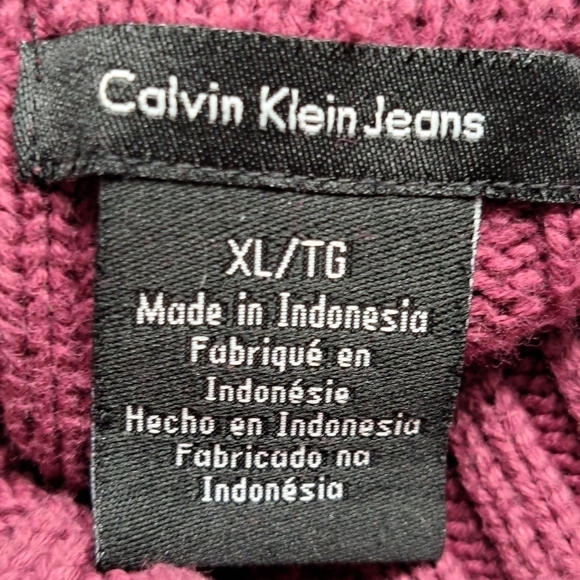 Calvin Klein Jeans
XL/TG
Made in Indonesia
Fabriqué en
Indonésie
Hecho en Indonesia
Fabricado na
Indonésia